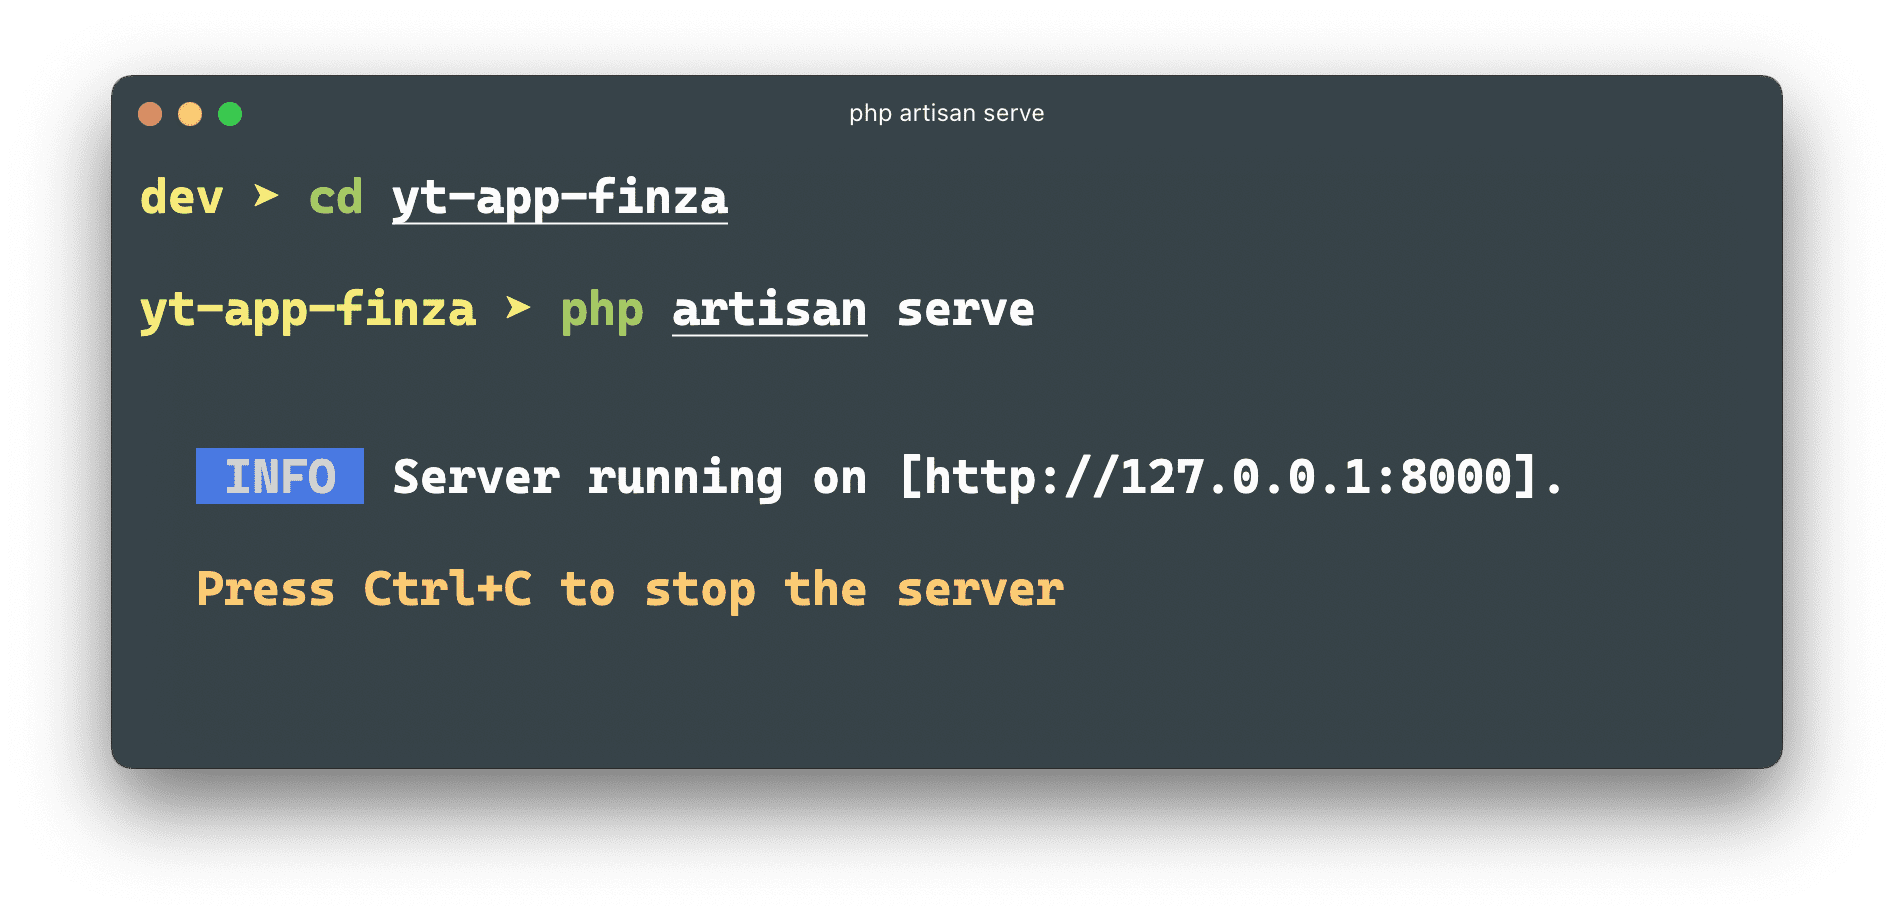 php artisan serve
dev ➤ cd yt-app-finza
yt-app-finza ➤ php artisan serve
INFO Server running on [http://127.0.0.1:8000].
Press Ctrl+C to stop the server